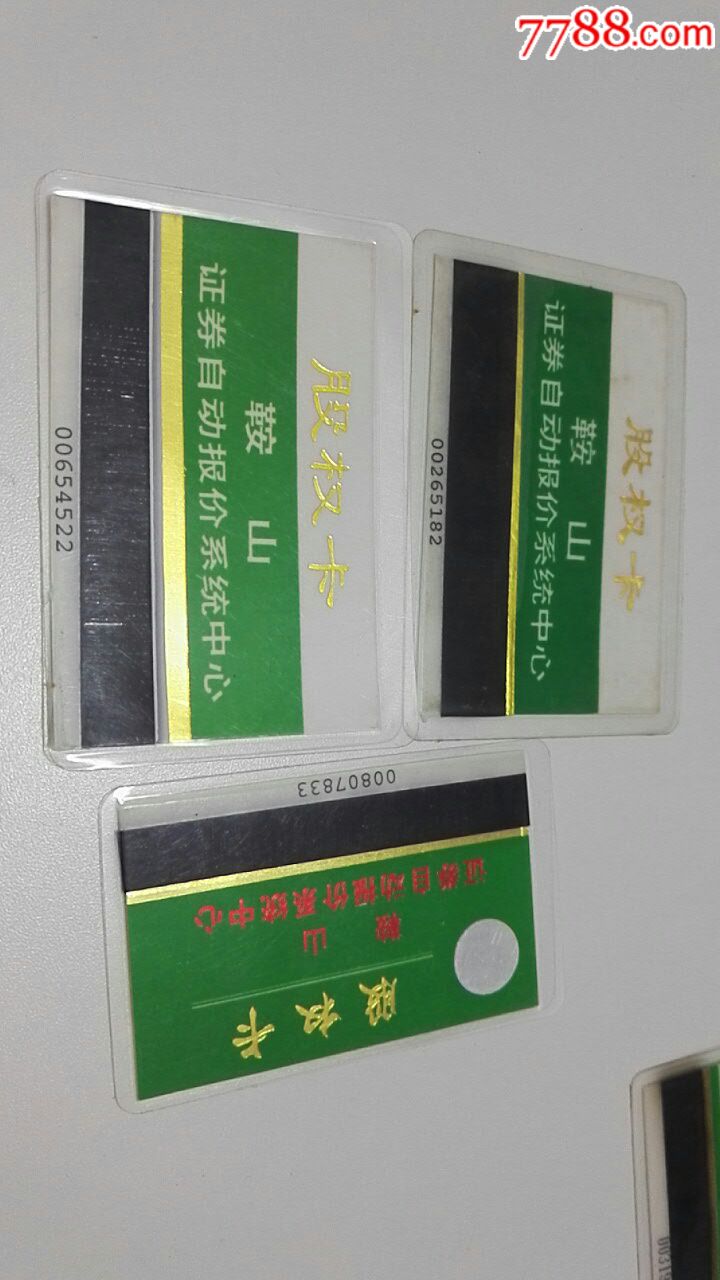 7788.com
股权卡
鞍山
证券自动报价系统中心
00654522
股权卡
鞍山
证券自动报价系统中心
00265182
00807833
证券自动报价系统中心
鞍山
股权卡